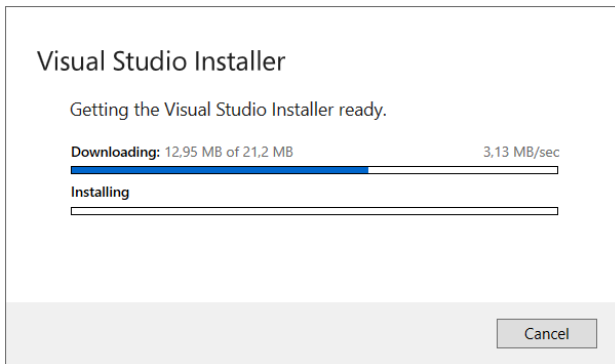 Visual Studio Installer
Getting the Visual Studio Installer ready.
Downloading: 12,95 MB of 21,2 MB 3,13 MB/sec
Installing
Cancel